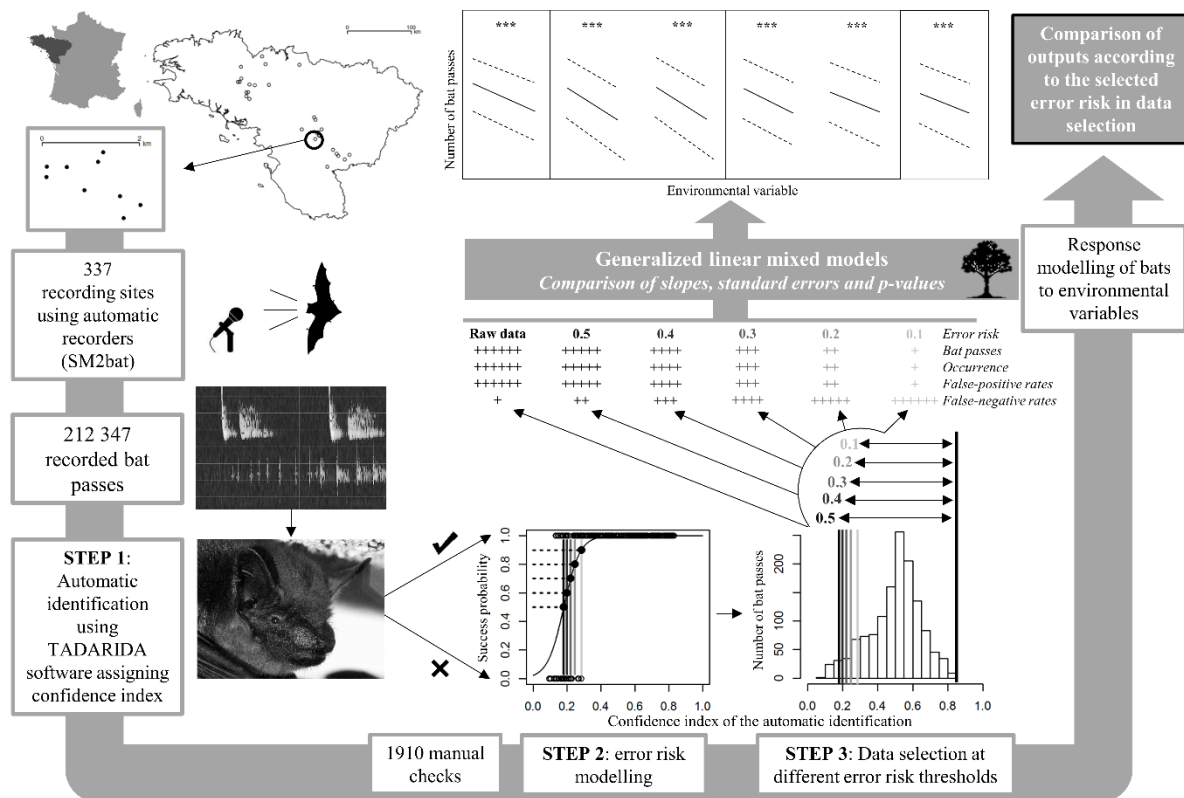 0
100
km
0
2
km
337
recording sites
using automatic
recorders
(SM2bat)
212 347
recorded bat
passes
STEP 1:
Automatic
identification
using
TADARIDA
software assigning
confidence index
1910 manual
checks
Success probability
0.0 0.2 0.4 0.6 0.8 1.0
0.0 0.2 0.4 0.6 0.8 1.0
STEP 2: error risk
modelling
Confidence index of the automatic identification
Number of bat passes
0 50 100 200
0.0 0.2 0.4 0.6 0.8 1.0
STEP 3: Data selection at
different error risk thresholds
0.1
0.2
0.3
0.4
0.5
Raw data 0.5 0.4 0.3 0.2 0.1 Error risk
++++++ +++++ ++++ +++ ++ + Bat passes
++++++ +++++ ++++ +++ ++ + Occurrence
++++++ +++++ ++++ +++ ++ + False-positive rates
+ ++ +++ ++++ +++++ ++++++ False-negative rates
Generalized linear mixed models
Comparison of slopes, standard errors and p-values
Number of bat passes
*** *** *** *** *** ***
Environmental variable
Response
modelling of bats
to environmental
variables
Comparison of
outputs according
to the selected
error risk in data
selection